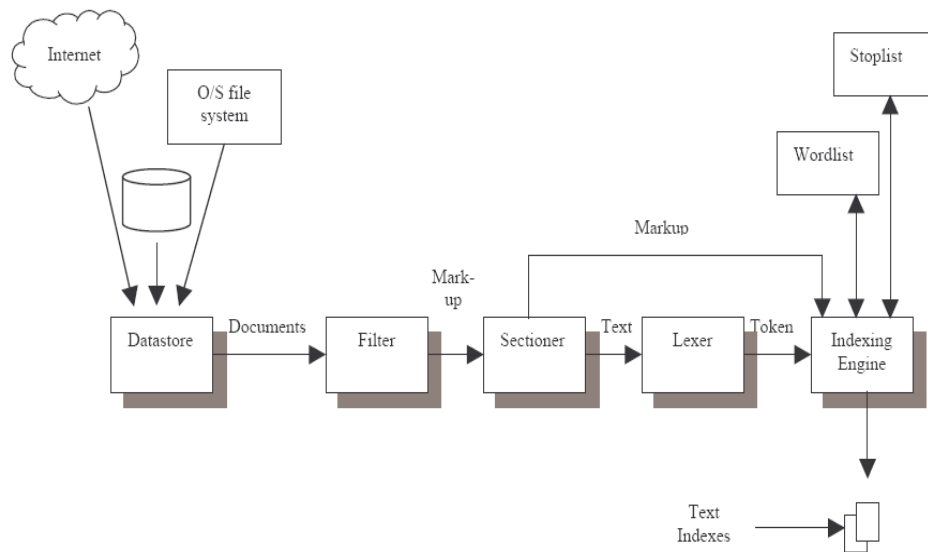 Internet
O/S file
system
Stoplist
Wordlist
Markup
Mark-
up
Datastore
Documents
Filter
Sectioner
Text
Lexer
Token
Indexing
Engine
Text
Indexes